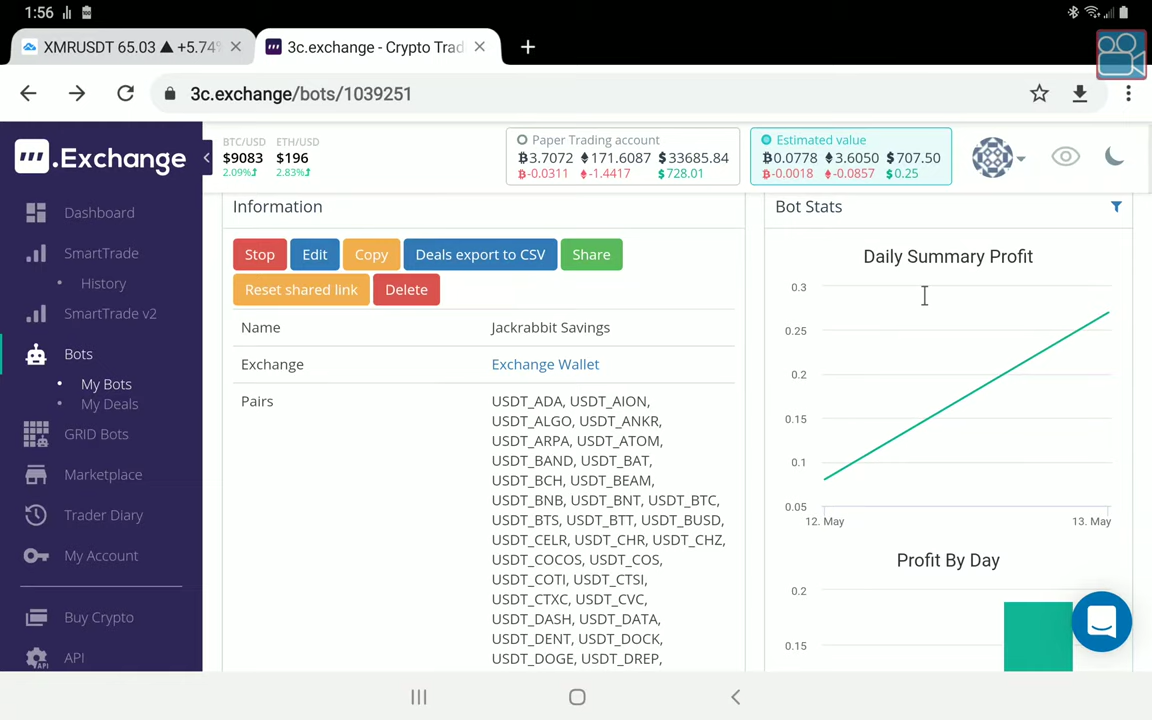 1:56
XMRUSDT 65.03 ▲ +5.74%
3c.exchange - Crypto Trad
3c.exchange/bots/1039251
.Exchange
BTC/USD ETH/USD
$9083 $196
2.09% 2.83%
Paper Trading account
3.7072 171.6087 $33685.84
-0.0311 -1.4417 $728.01
Estimated value
0.0778 3.6050 $707.50
-0.0018 -0.0857 $0.25
Dashboard
SmartTrade
History
SmartTrade v2
Bots
My Bots
My Deals
GRID Bots
Marketplace
Trader Diary
My Account
Buy Crypto
API
Information
Stop Edit Copy Deals export to CSV Share
Reset shared link Delete
Name Jackrabbit Savings
Exchange Exchange Wallet
Pairs USDT_ADA, USDT_AION,
USDT_ALGO, USDT_ANKR,
USDT_ARPA, USDT_ATOM,
USDT_BAND, USDT_BAT,
USDT_BCH, USDT_BEAM,
USDT_BNB, USDT_BNT, USDT_BTC,
USDT_BTS, USDT_BTT, USDT_BUSD,
USDT_CELR, USDT_CHR, USDT_CHZ,
USDT_COCOS, USDT_COS,
USDT_COTI, USDT_CTSI,
USDT_CTXC, USDT_CVC,
USDT_DASH, USDT_DATA,
USDT_DENT, USDT_DOCK,
USDT_DOGE, USDT_DREP,
Bot Stats
Daily Summary Profit
0.3
0.25
0.2
0.15
0.1
0.05
12. May 13. May
Profit By Day
0.2
0.15